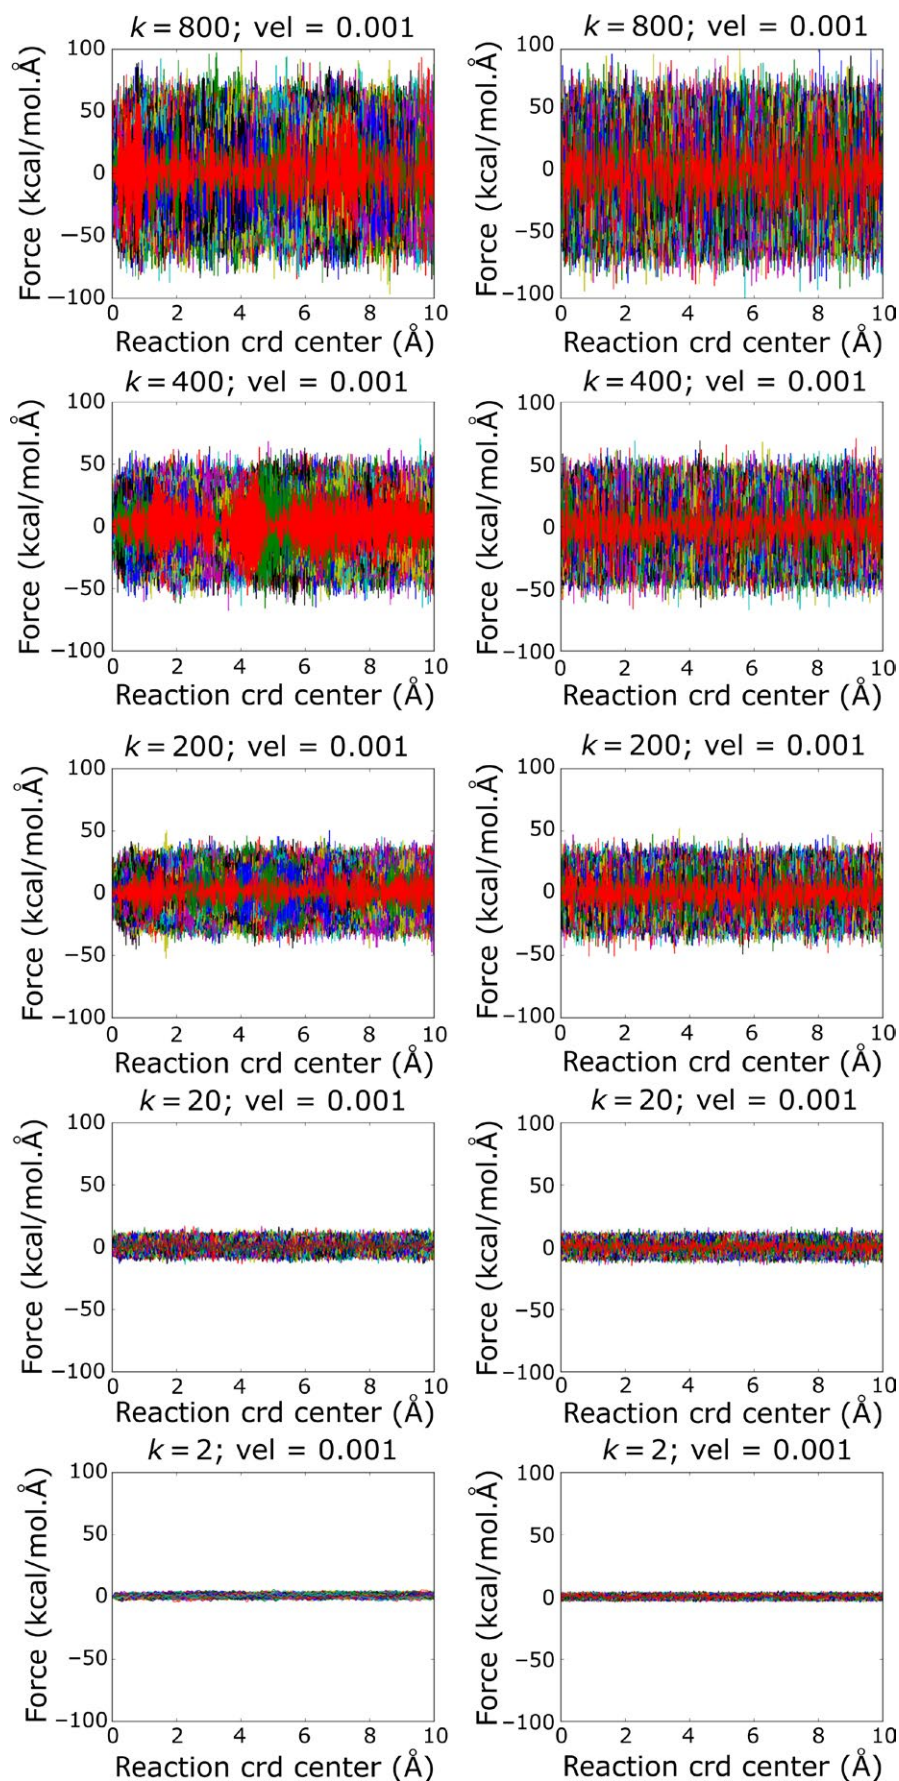 k = 800; vel = 0.001
100
50
0
−50
−100
Force (kcal/mol.Å)
0 2 4 6 8 10
Reaction crd center (Å)
k = 800; vel = 0.001
100
50
0
−50
−100
Force (kcal/mol.Å)
0 2 4 6 8 10
Reaction crd center (Å)
k = 400; vel = 0.001
100
50
0
−50
−100
Force (kcal/mol.Å)
0 2 4 6 8 10
Reaction crd center (Å)
k = 400; vel = 0.001
100
50
0
−50
−100
Force (kcal/mol.Å)
0 2 4 6 8 10
Reaction crd center (Å)
k = 200; vel = 0.001
100
50
0
−50
−100
Force (kcal/mol.Å)
0 2 4 6 8 10
Reaction crd center (Å)
k = 200; vel = 0.001
100
50
0
−50
−100
Force (kcal/mol.Å)
0 2 4 6 8 10
Reaction crd center (Å)
k = 20; vel = 0.001
100
50
0
−50
−100
Force (kcal/mol.Å)
0 2 4 6 8 10
Reaction crd center (Å)
k = 20; vel = 0.001
100
50
0
−50
−100
Force (kcal/mol.Å)
0 2 4 6 8 10
Reaction crd center (Å)
k = 2; vel = 0.001
100
50
0
−50
−100
Force (kcal/mol.Å)
0 2 4 6 8 10
Reaction crd center (Å)
k = 2; vel = 0.001
100
50
0
−50
−100
Force (kcal/mol.Å)
0 2 4 6 8 10
Reaction crd center (Å)